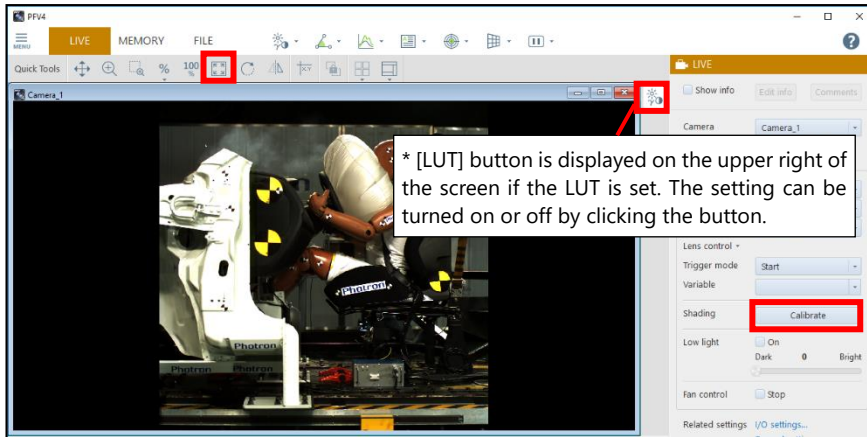 PFV4
MENU
LIVE
MEMORY
FILE
Quick Tools
%
100
%
LIVE
Camera_1
Show info
Edit info
Comments
Camera
Camera_1
* [LUT] button is displayed on the upper right of
the screen if the LUT is set. The setting can be
turned on or off by clicking the button.
Lens control
Trigger mode
Start
Variable
Shading
Calibrate
Low light
On
Dark
0
Bright
Fan control
Stop
Related settings
I/O settings...
Photron
Photron
Photron
Photron